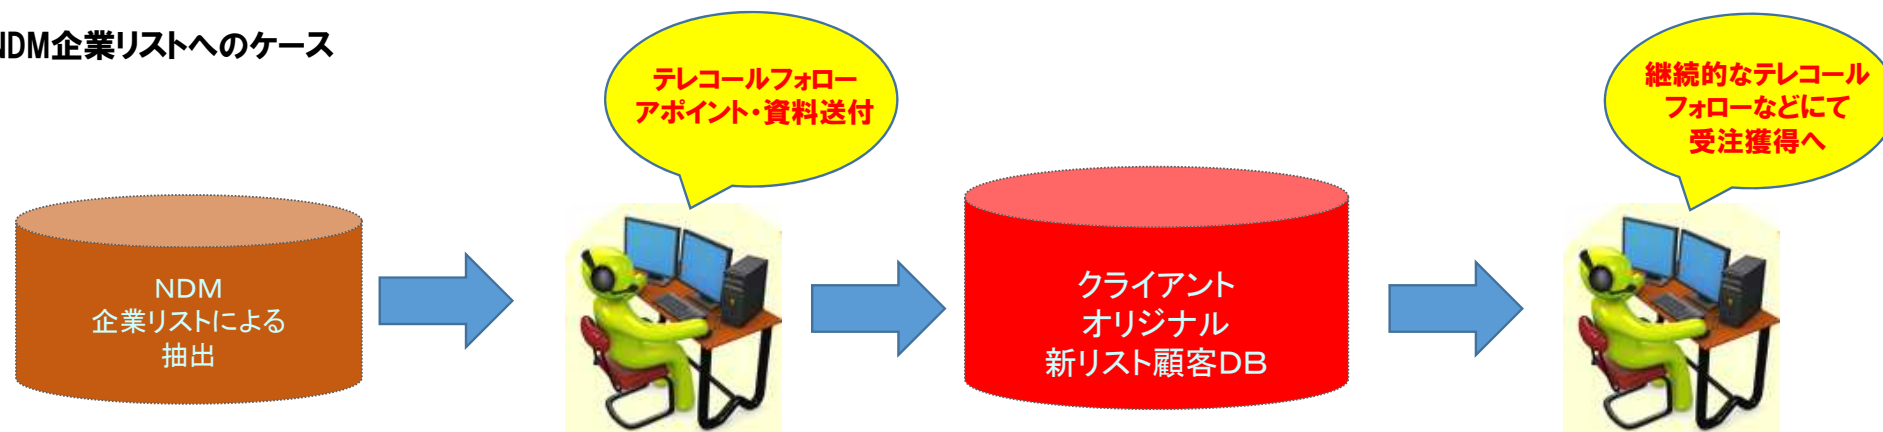 NDM企業リストへのケース
テレコールフォロー
アポイント・資料送付
継続的なテレコール
フォローなどにて
受注獲得へ
NDM
企業リストによる
抽出
クライアント
オリジナル
新リスト顧客DB